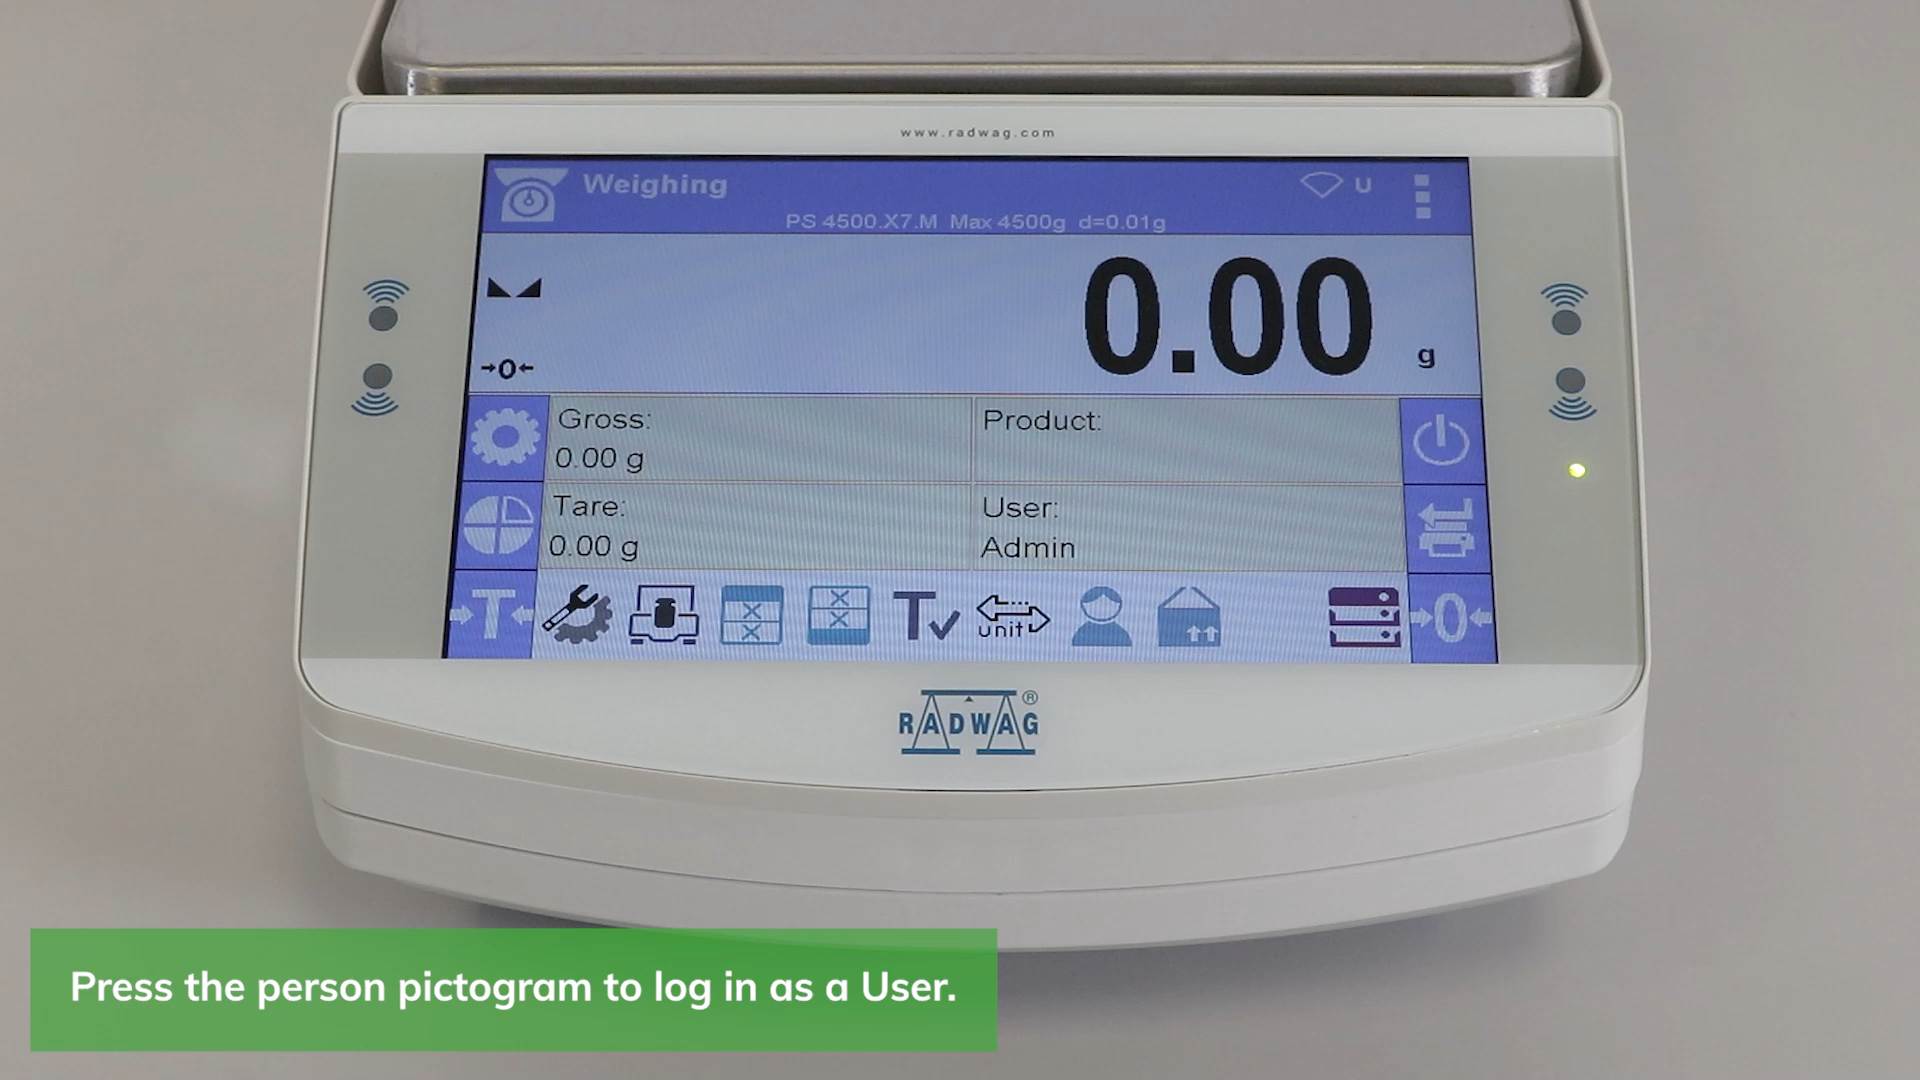 www.radwag.com
Weighing
U
PS 4500.X7.M Max 4500g d=0.01g
0.00
g
→0←
Gross:
0.00 g
Product:
Tare:
0.00 g
User:
Admin
→T←
T
unit
→0←
RADWAG®
Press the person pictogram to log in as a User.